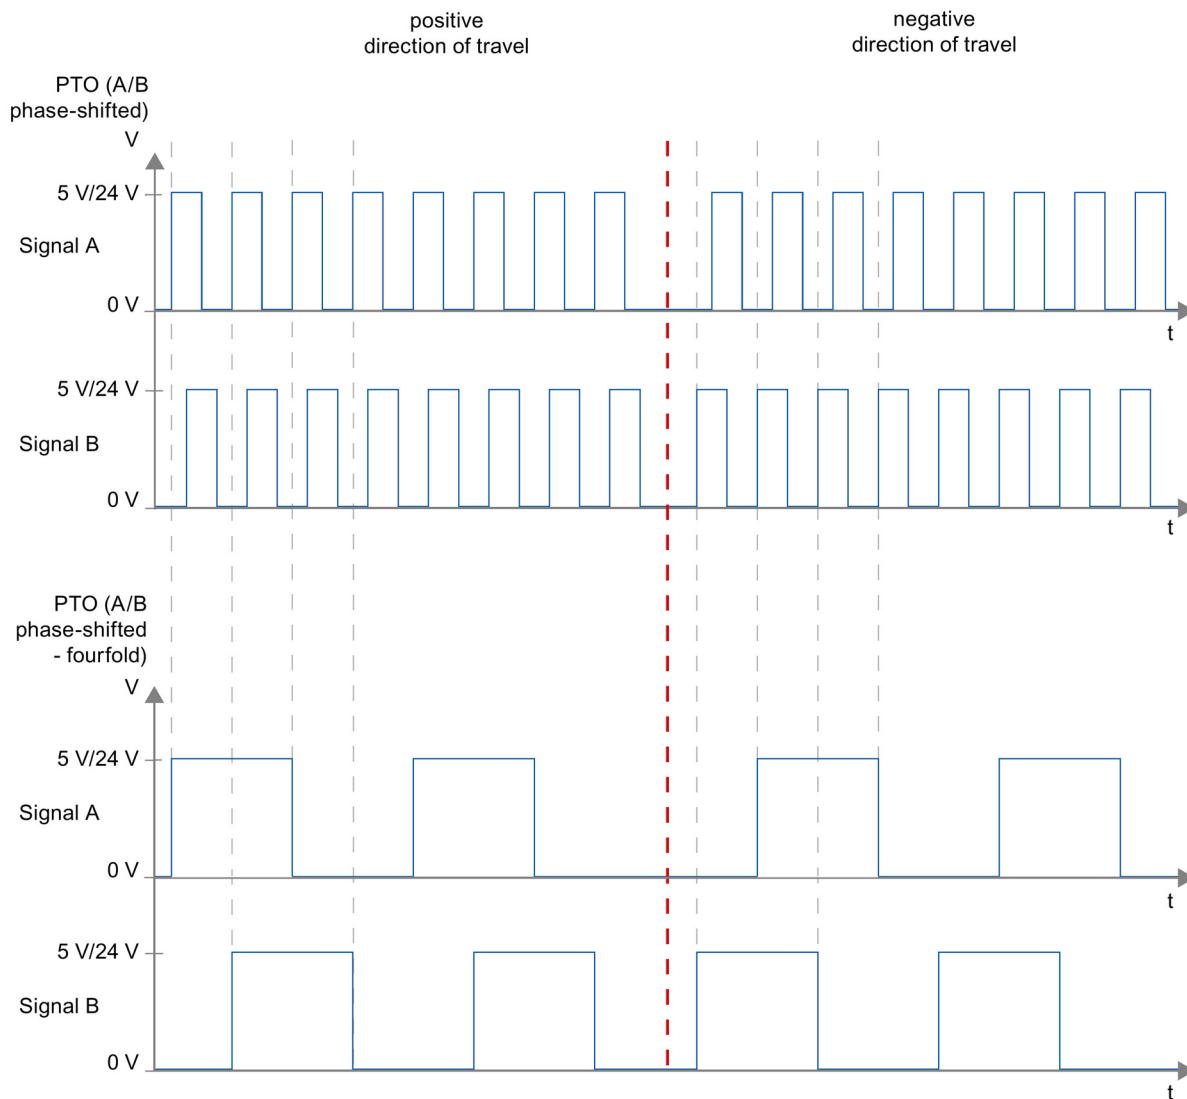 positive
direction of travel
negative
direction of travel
PTO (A/B
phase-shifted)
V
5 V/24 V
Signal A
0 V
t
5 V/24 V
Signal B
0 V
t
PTO (A/B
phase-shifted
- fourfold)
V
5 V/24 V
Signal A
0 V
t
5 V/24 V
Signal B
0 V
t